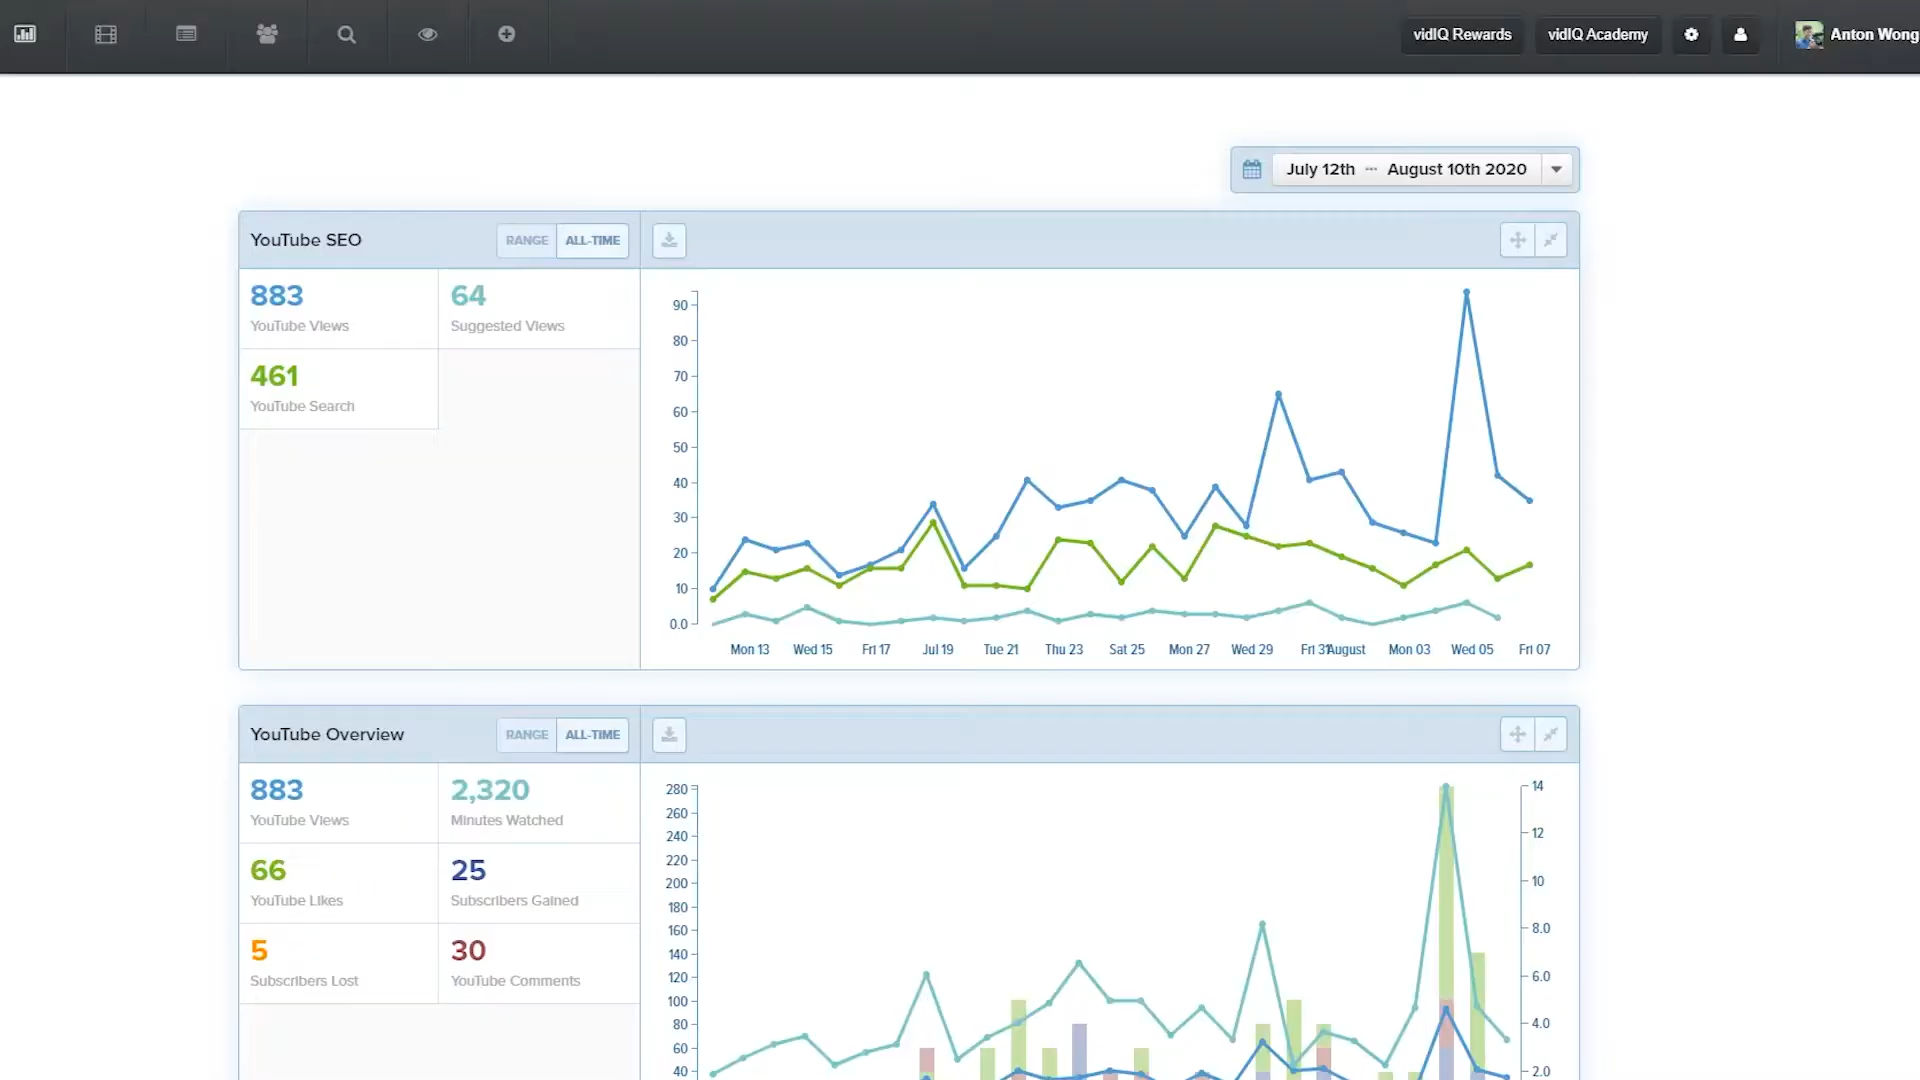 vidIQ Rewards vidIQ Academy Anton Wong
July 12th --- August 10th 2020
YouTube SEO RANGE ALL-TIME
883 64
YouTube Views Suggested Views
461
YouTube Search
90
80
70
60
50
40
30
20
10
0.0
Mon 13 Wed 15 Fri 17 Jul 19 Tue 21 Thu 23 Sat 25 Mon 27 Wed 29 Fri 31 August Mon 03 Wed 05 Fri 07
YouTube Overview RANGE ALL-TIME
883 2,320
YouTube Views Minutes Watched
66 25
YouTube Likes Subscribers Gained
5 30
Subscribers Lost YouTube Comments
280 14
260
240 12
220
200 10
180
160 8.0
140
120 6.0
100
80 4.0
60
40 2.0